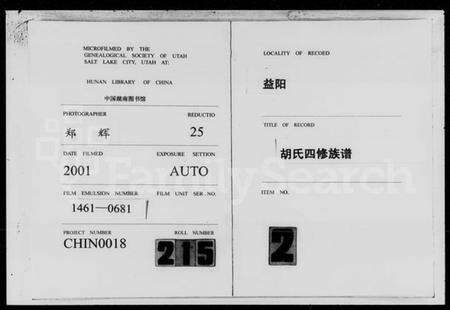 MICROFILMED BY THE
GENEALOGICAL SOCIETY OF UTAH
SALT LAKE CITY, UTAH AT:
HUNAN LIBRARY OF CHINA
中国湖南图书馆
PHOTOGRAPHER REDUCTIO
郑 辉 25
DATE FILMED EXPOSURE SETTION
2001 AUTO
FILM EMULSION NUMBER FILM UNIT SER.NO.
1461—0681
PROJECT NUMBER ROLL NUMBER
CHIN0018 215
LOCALITY OF RECOED
益阳
TITLE OF RECORD
胡氏四修族谱
ITEM NO.
2
FamilySearch